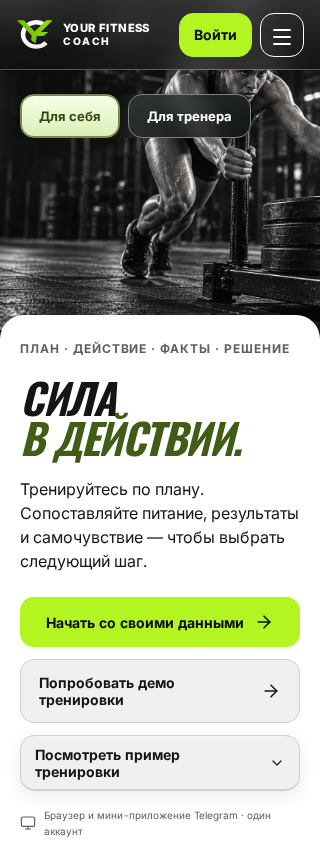 YOUR FITNESS
COACH
Войти
Для себя
Для тренера
ПЛАН · ДЕЙСТВИЕ · ФАКТЫ · РЕШЕНИЕ
СИЛА
В ДЕЙСТВИИ.
Тренируйтесь по плану.
Сопоставляйте питание, результаты
и самочувствие — чтобы выбрать
следующий шаг.
Начать со своими данными
Попробовать демо
тренировки
Посмотреть пример
тренировки
Браузер и мини-приложение Telegram · один
аккаунт